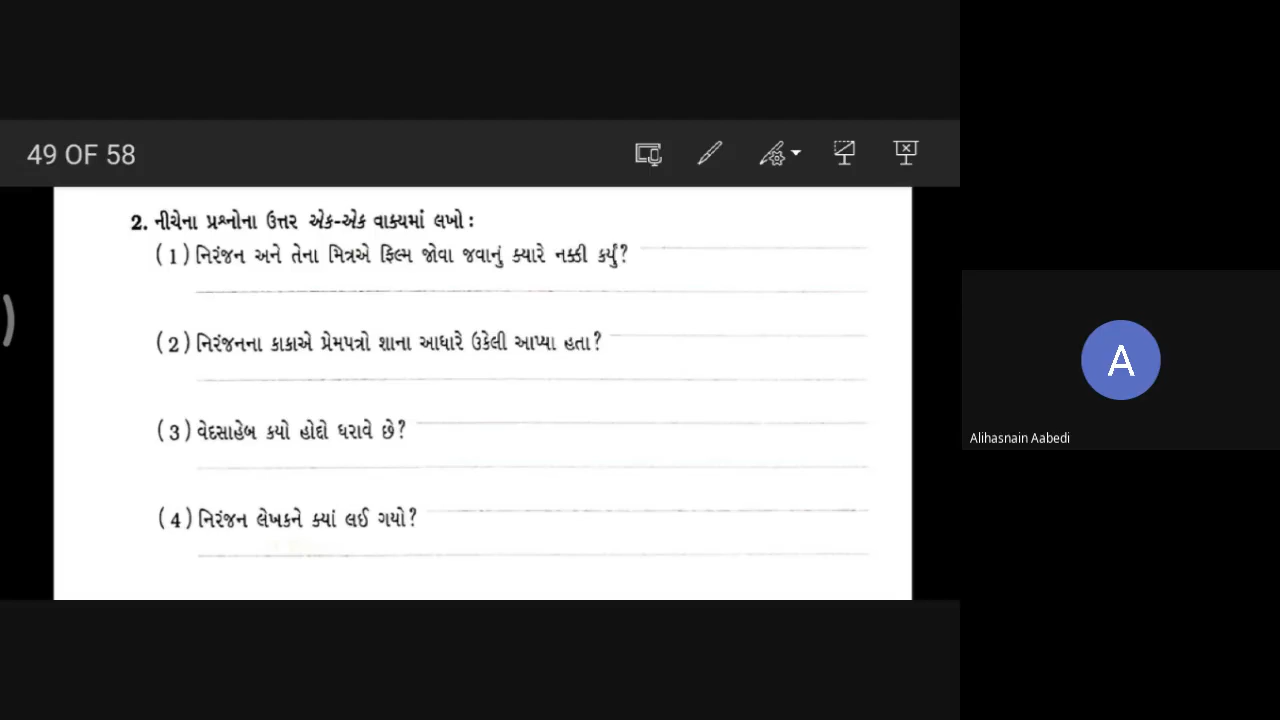 49 OF 58
2. નીચેના પ્રશ્નોના ઉત્તર એક-એક વાક્યમાં લખો :
(1) નિરંજન અને તેના મિત્રએ ફિલ્મ જોવા જવાનું ક્યારે નક્કી કર્યું?
(2) નિરંજનના કાકાએ પ્રેમપત્રો શાના આધારે ઉકેલી આપ્યા હતા?
(3) વેદસાહેબ કયો હોદ્દો ધરાવે છે?
(4) નિરંજન લેખકને ક્યાં લઈ ગયો?
A
Alihasnain Aabedi